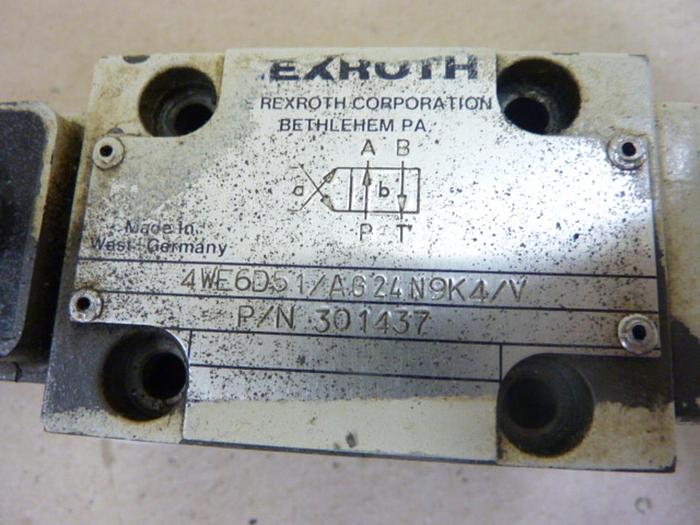 REXROTH
REXROTH CORPORATION
BETHLEHEM PA.
A B
a b
P T
Made in
West-Germany
4WE6D51/AG24N9K4/V
P/N 301437